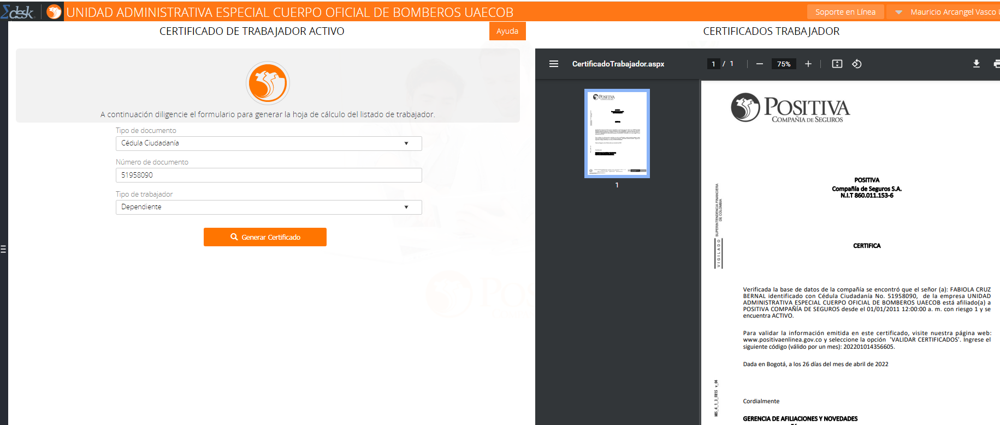 Σdesk
UNIDAD ADMINISTRATIVA ESPECIAL CUERPO OFICIAL DE BOMBEROS UAECOB
Soporte en Línea
Mauricio Arcangel Vasco
CERTIFICADO DE TRABAJADOR ACTIVO
Ayuda
A continuación diligencie el formulario para generar la hoja de cálculo del listado de trabajador.
Tipo de documento
Cédula Ciudadanía
Número de documento
51958090
Tipo de trabajador
Dependiente
Generar Certificado
CERTIFICADOS TRABAJADOR
CertificadoTrabajador.aspx
1 / 1
75%
POSITIVA
1
POSITIVA
COMPAÑIA DE SEGUROS
SUPERINTENDENCIA FINANCIERA
DE COLOMBIA
VIGILADO
POSITIVA
Compañía de Seguros S.A.
N.I.T 860.011.153-6
CERTIFICA
Verificada la base de datos de la compañía se encontró que el señor (a): FABIOLA CRUZ
BERNAL identificado con Cédula Ciudadanía No. 51958090, de la empresa UNIDAD
ADMINISTRATIVA ESPECIAL CUERPO OFICIAL DE BOMBEROS UAECOB está afiliado(a) a
POSITIVA COMPAÑÍA DE SEGUROS desde el 01/01/2011 12:00:00 a. m. con riesgo 1 y se
encuentra ACTIVO.
Para validar la información emitida en este certificado, visite nuestra página web:
www.positivaenlinea.gov.co y seleccione la opción 'VALIDAR CERTIFICADOS'. Ingrese el
siguiente código (válido por un mes): 202201014356605.
Dada en Bogotá, a los 26 días del mes de abril de 2022
MIS_4_1_3_FR15 v_04
Cordialmente
GERENCIA DE AFILIACIONES Y NOVEDADES